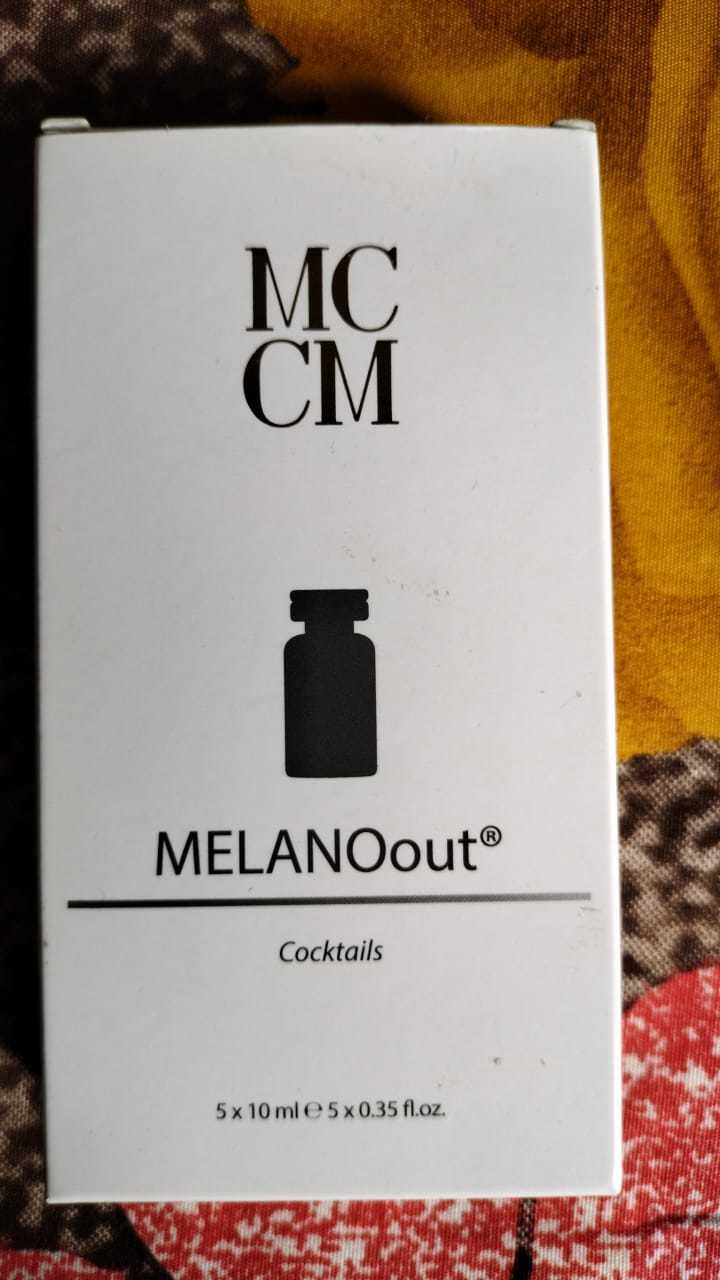 MC
CM
MELANOout®
Cocktails
5 x 10 ml ℮ 5 x 0.35 fl.oz.